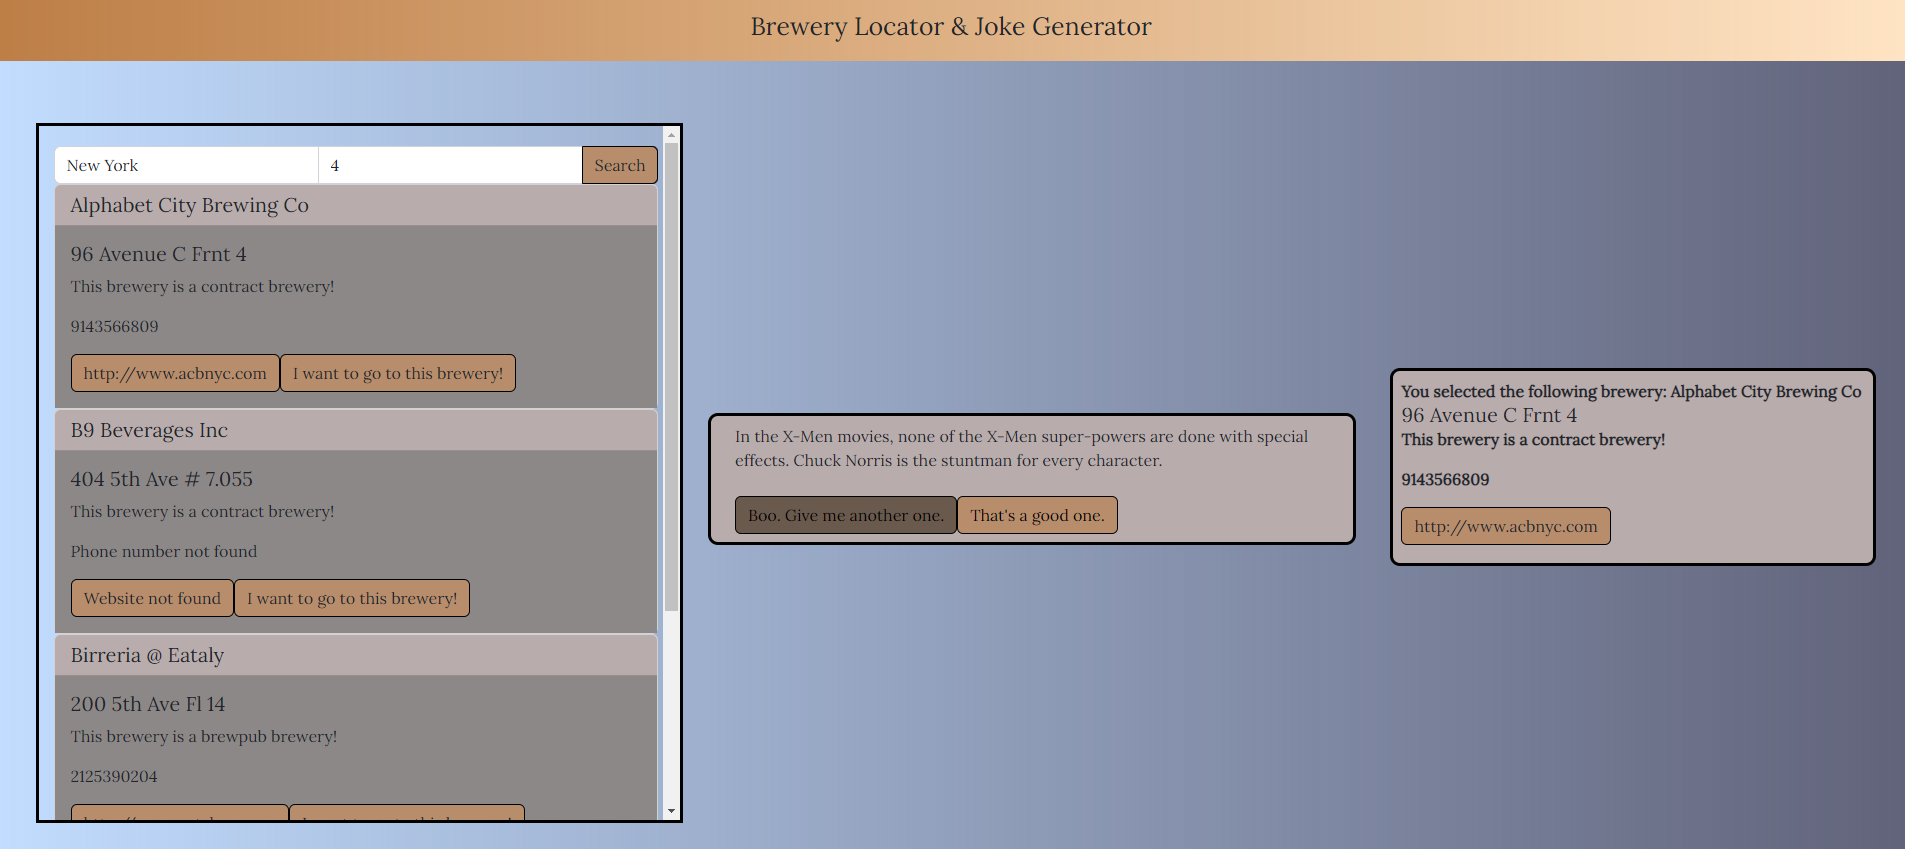 Brewery Locator & Joke Generator
New York
4
Search
Alphabet City Brewing Co
96 Avenue C Frnt 4
This brewery is a contract brewery!
9143566809
http://www.acbnyc.com
I want to go to this brewery!
B9 Beverages Inc
404 5th Ave # 7.055
This brewery is a contract brewery!
Phone number not found
Website not found
I want to go to this brewery!
Birreria @ Eataly
200 5th Ave Fl 14
This brewery is a brewpub brewery!
2125390204
In the X-Men movies, none of the X-Men super-powers are done with special
effects. Chuck Norris is the stuntman for every character.
Boo. Give me another one.
That's a good one.
You selected the following brewery: Alphabet City Brewing Co
96 Avenue C Frnt 4
This brewery is a contract brewery!
9143566809
http://www.acbnyc.com